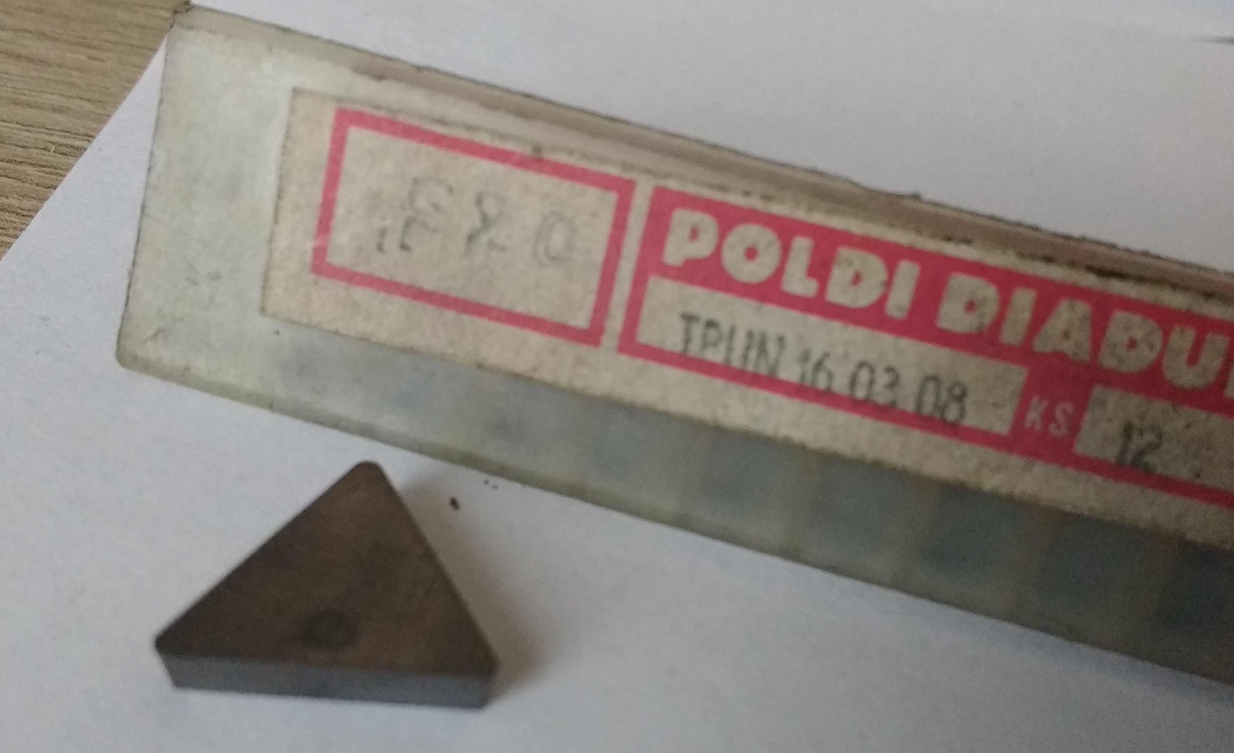 POLDI DIADU
TPUN 16 03 08
KS 12